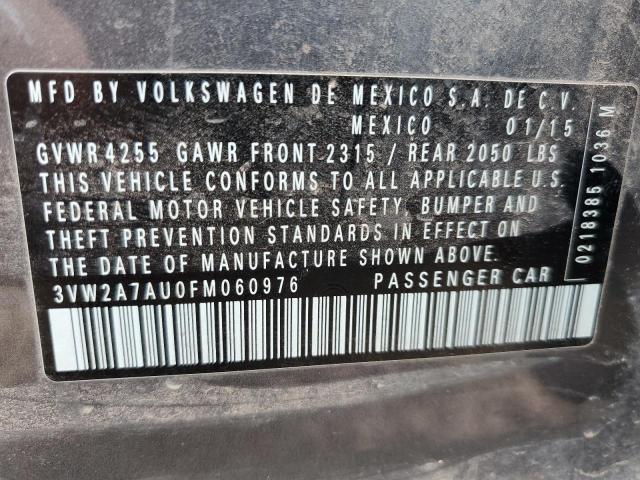 MFD BY VOLKSWAGEN DE MEXICO S.A. DE C.V.
MEXICO 01/15
GVWR 4255 GAWR FRONT 2315 / REAR 2050 LBS
THIS VEHICLE CONFORMS TO ALL APPLICABLE U.S.
FEDERAL MOTOR VEHICLE SAFETY, BUMPER AND
THEFT PREVENTION STANDARDS IN EFFECT ON
THE DATE OF MANUFACTURE SHOWN ABOVE.
3VW2A7AU0FM060976 PASSENGER CAR
0218385 1036 M